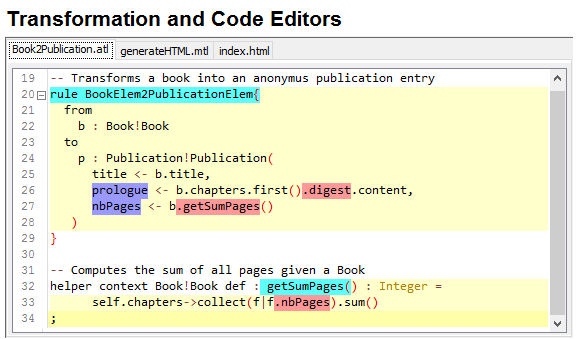 Transformation and Code Editors
Book2Publication.atl generateHTML.mtl index.html
19 -- Transforms a book into an anonymus publication entry
20 rule BookElem2PublicationElem{
21 from
22 b : Book!Book
23 to
24 p : Publication!Publication(
25 title <- b.title,
26 prologue <- b.chapters.first().digest.content,
27 nbPages <- b.getSumPages()
28 )
29 }
30
31 -- Computes the sum of all pages given a Book
32 helper context Book!Book def : getSumPages() : Integer =
33 self.chapters->collect(f|f.nbPages).sum()
34 ;